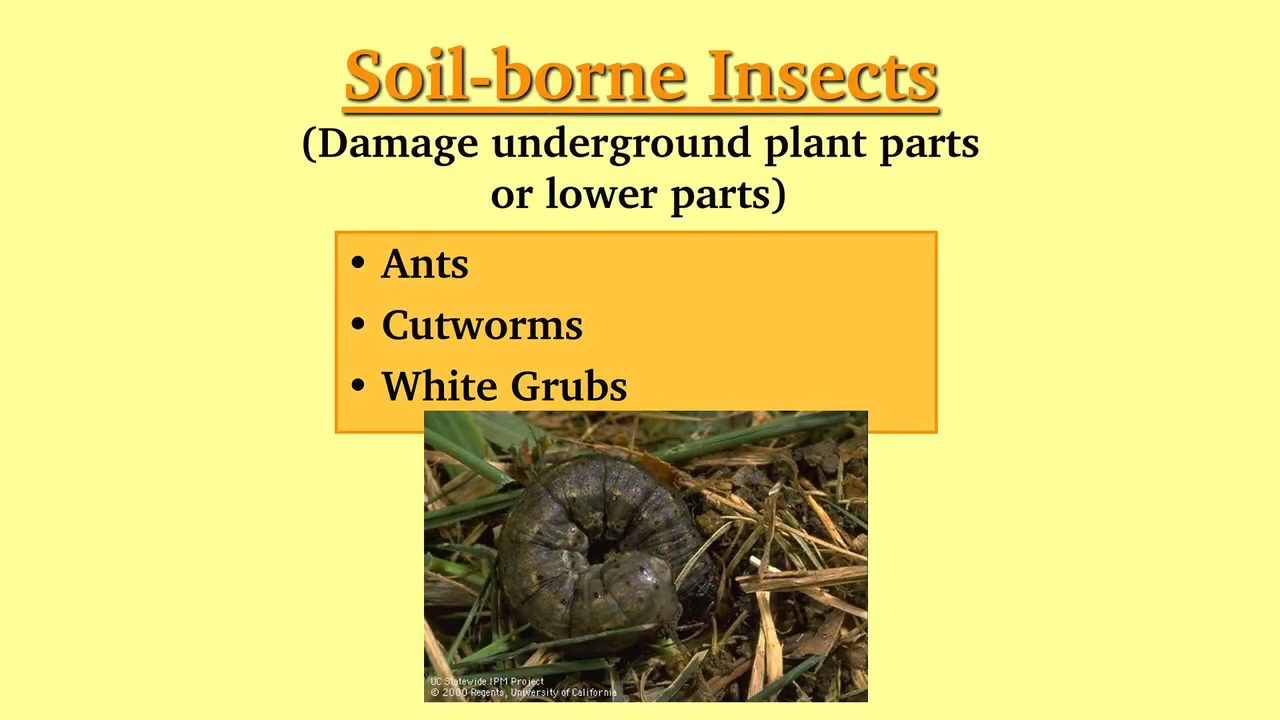 Soil-borne Insects
(Damage underground plant parts
or lower parts)
• Ants
• Cutworms
• White Grubs
UC Statewide IPM Project
© 2000 Regents, University of California